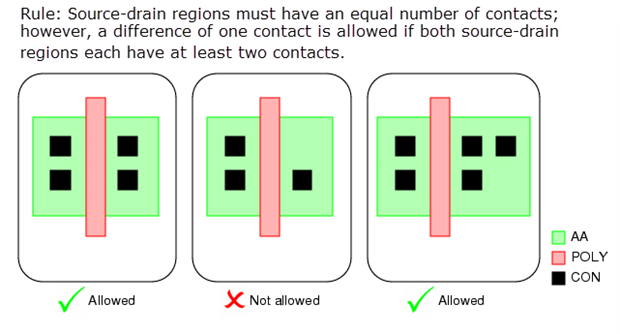 Rule: Source-drain regions must have an equal number of contacts;
however, a difference of one contact is allowed if both source-drain
regions each have at least two contacts.
AA
POLY
CON
Allowed
Not allowed
Allowed